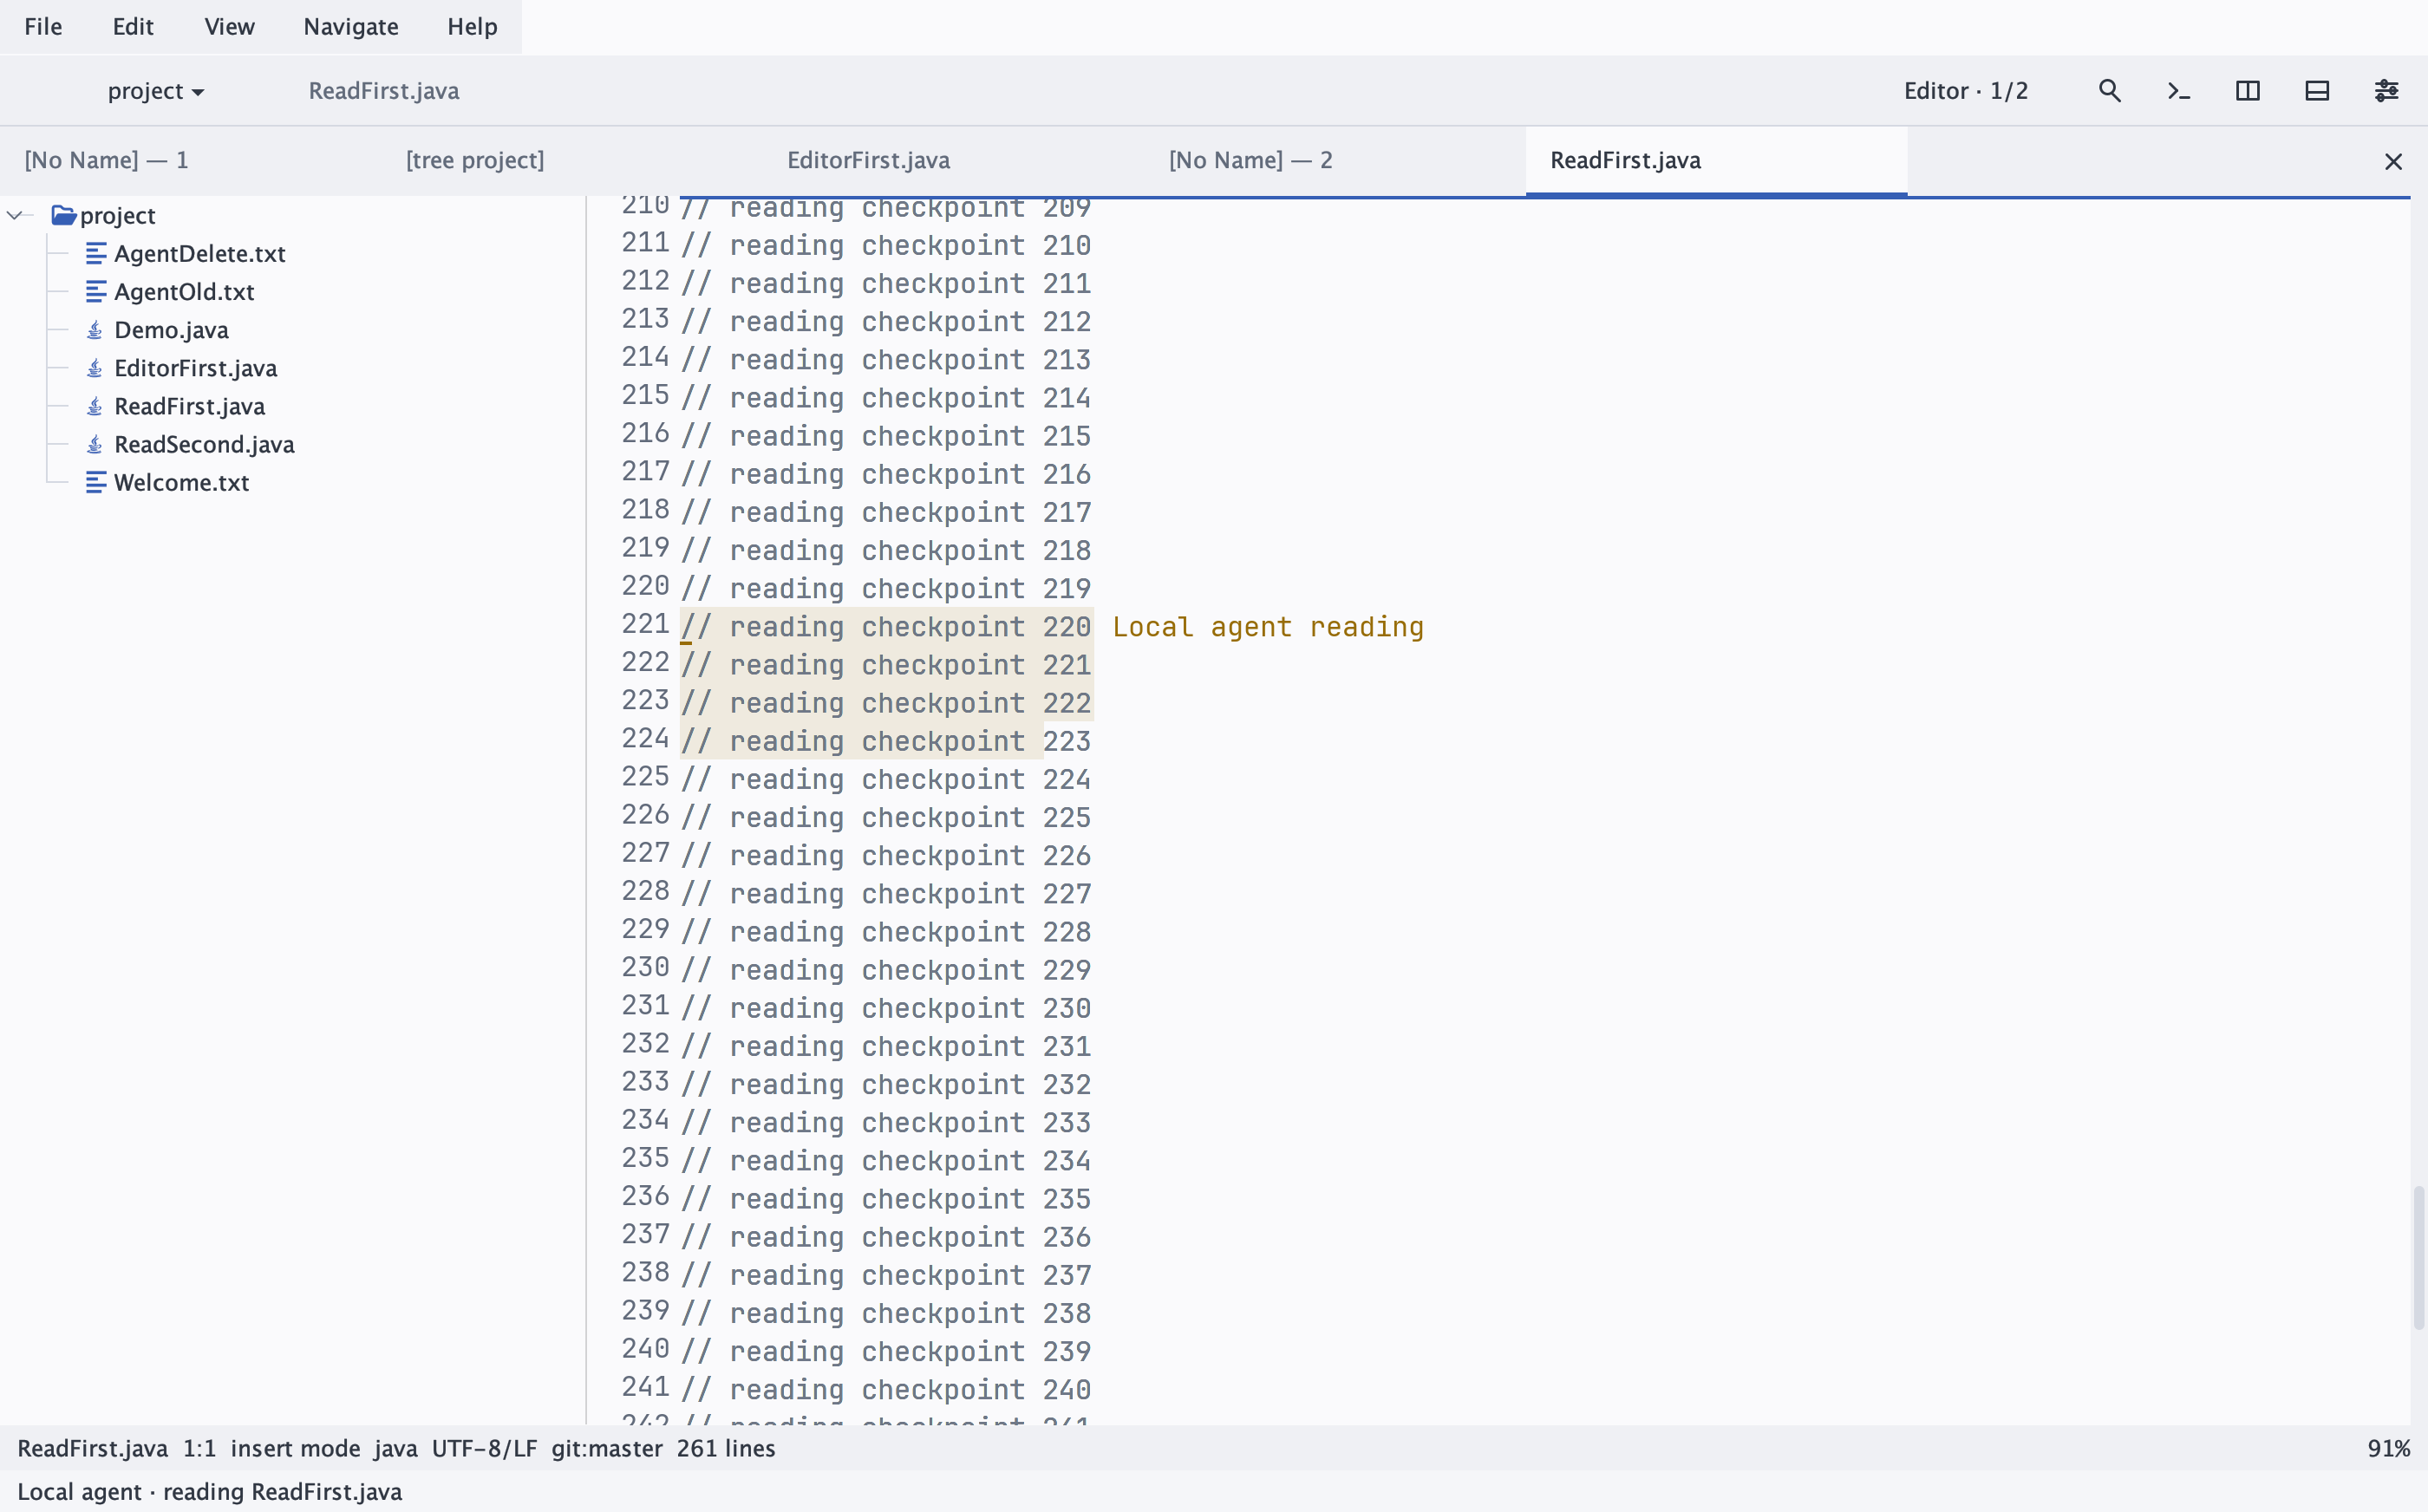 File Edit View Navigate Help
project ReadFirst.java Editor · 1/2
[No Name] — 1 [tree project] EditorFirst.java [No Name] — 2 ReadFirst.java
project
AgentDelete.txt
AgentOld.txt
Demo.java
EditorFirst.java
ReadFirst.java
ReadSecond.java
Welcome.txt
210 // reading checkpoint 209
211 // reading checkpoint 210
212 // reading checkpoint 211
213 // reading checkpoint 212
214 // reading checkpoint 213
215 // reading checkpoint 214
216 // reading checkpoint 215
217 // reading checkpoint 216
218 // reading checkpoint 217
219 // reading checkpoint 218
220 // reading checkpoint 219
221 // reading checkpoint 220 Local agent reading
222 // reading checkpoint 221
223 // reading checkpoint 222
224 // reading checkpoint 223
225 // reading checkpoint 224
226 // reading checkpoint 225
227 // reading checkpoint 226
228 // reading checkpoint 227
229 // reading checkpoint 228
230 // reading checkpoint 229
231 // reading checkpoint 230
232 // reading checkpoint 231
233 // reading checkpoint 232
234 // reading checkpoint 233
235 // reading checkpoint 234
236 // reading checkpoint 235
237 // reading checkpoint 236
238 // reading checkpoint 237
239 // reading checkpoint 238
240 // reading checkpoint 239
241 // reading checkpoint 240
242 // reading checkpoint 241
ReadFirst.java 1:1 insert mode java UTF-8/LF git:master 261 lines 91%
Local agent · reading ReadFirst.java